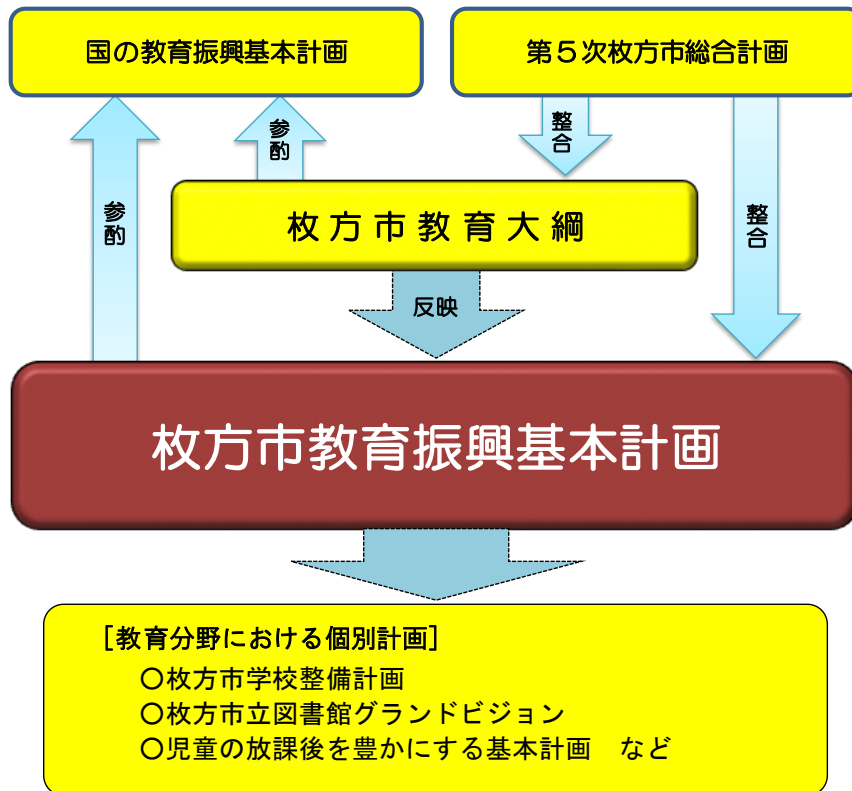 国の教育振興基本計画
第５次枚方市総合計画
参酌
整合
参酌
整合
枚方市教育大綱
反映
枚方市教育振興基本計画
［教育分野における個別計画］
〇枚方市学校整備計画
〇枚方市立図書館グランドビジョン
〇児童の放課後を豊かにする基本計画　など